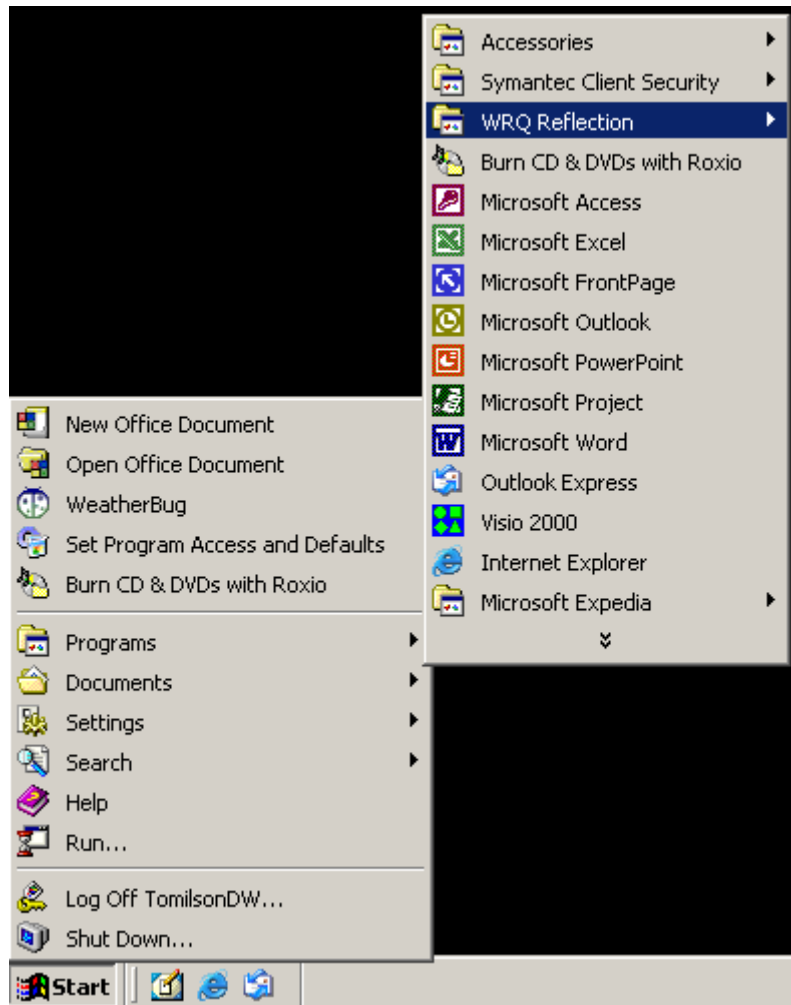 Accessories
Symantec Client Security
WRQ Reflection
Burn CD & DVDs with Roxio
Microsoft Access
Microsoft Excel
Microsoft FrontPage
Microsoft Outlook
Microsoft PowerPoint
Microsoft Project
Microsoft Word
Outlook Express
Visio 2000
Internet Explorer
Microsoft Expedia
New Office Document
Open Office Document
WeatherBug
Set Program Access and Defaults
Burn CD & DVDs with Roxio
Programs
Documents
Settings
Search
Help
Run...
Log Off TomilsonDW...
Shut Down...
Start